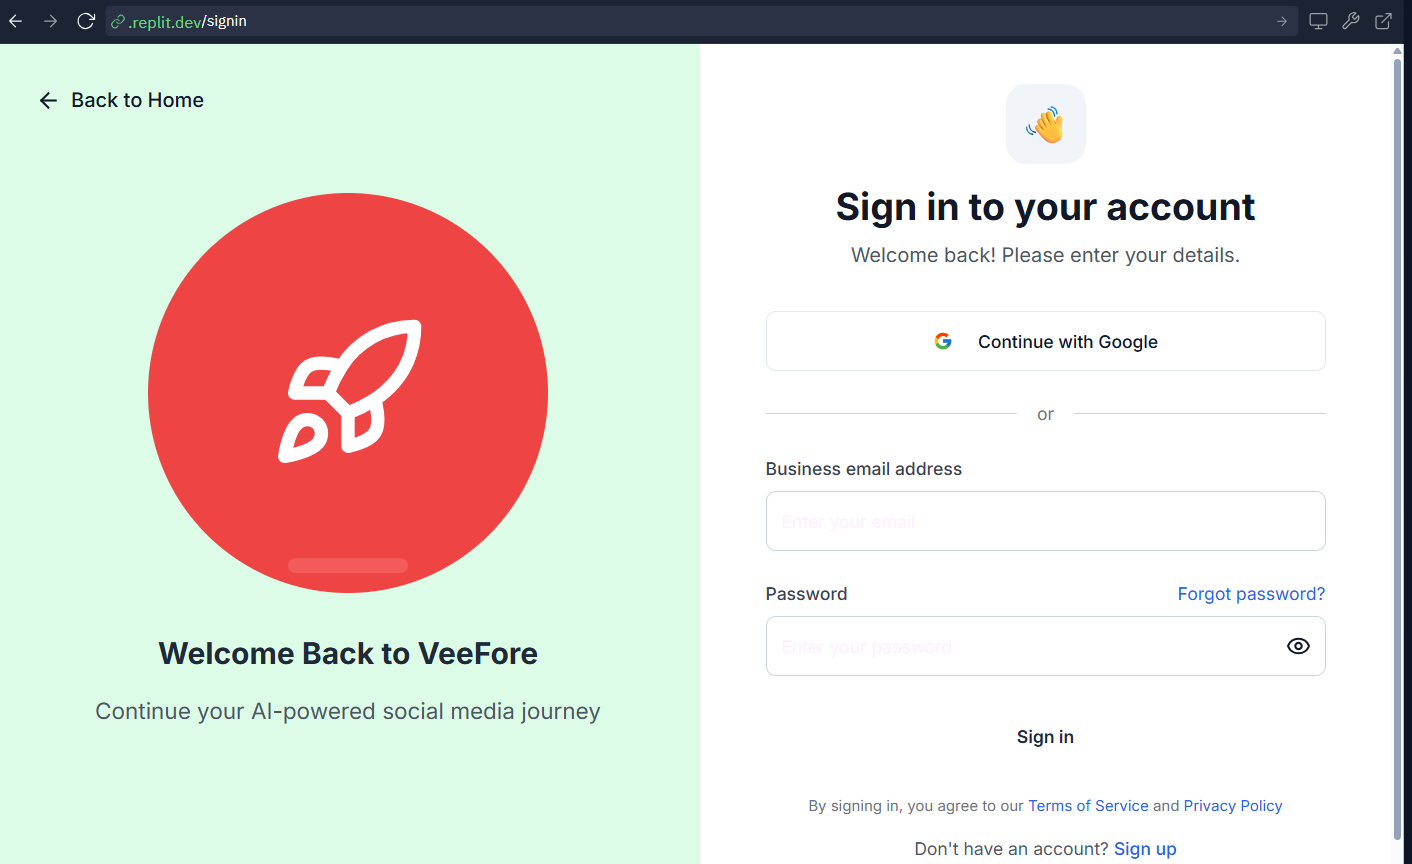 .replit.dev/signin
Back to Home
Welcome Back to VeeFore
Continue your AI-powered social media journey
Sign in to your account
Welcome back! Please enter your details.
Continue with Google
or
Business email address
Enter your email
Password Forgot password?
Enter your password
Sign in
By signing in, you agree to our Terms of Service and Privacy Policy
Don't have an account? Sign up